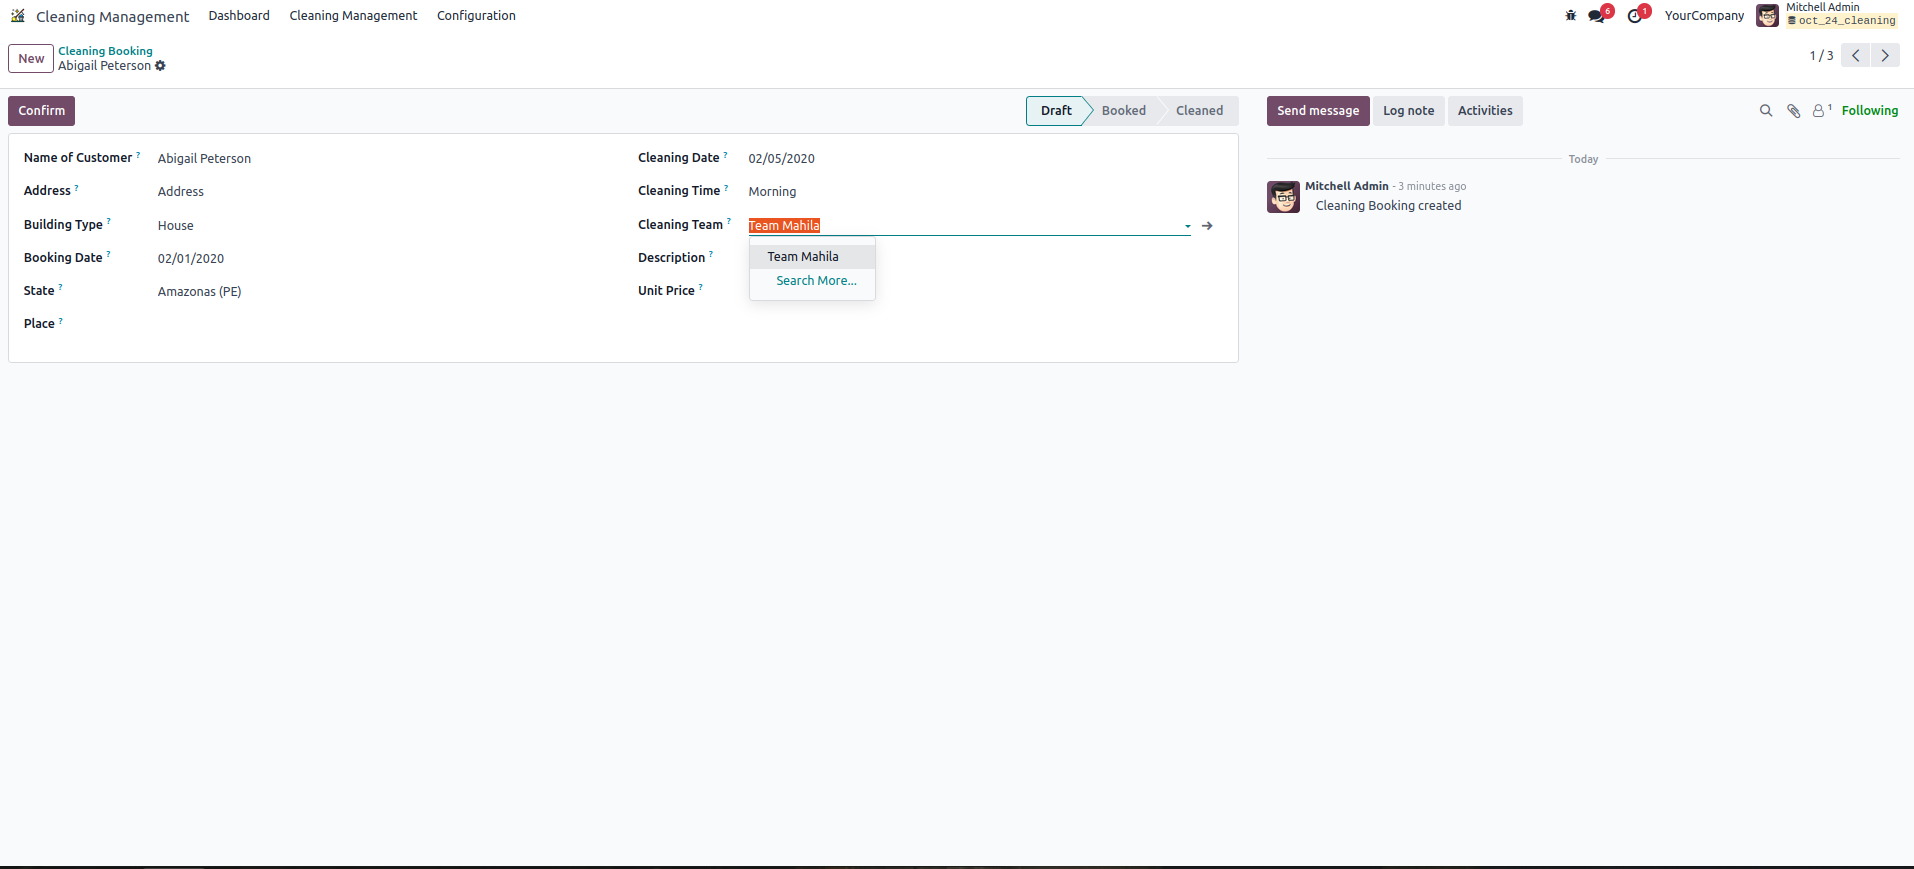 Cleaning Management Dashboard Cleaning Management Configuration 6 1 YourCompany Mitchell Admin
oct_24_cleaning
New Cleaning Booking
Abigail Peterson
1 / 3
Confirm Draft Booked Cleaned
Send message Log note Activities 1 Following
Name of Customer ? Abigail Peterson
Address ? Address
Building Type ? House
Booking Date ? 02/01/2020
State ? Amazonas (PE)
Place ?
Cleaning Date ? 02/05/2020
Cleaning Time ? Morning
Cleaning Team ? Team Mahila
Team Mahila
Search More...
Description ?
Unit Price ?
Today
Mitchell Admin - 3 minutes ago
Cleaning Booking created